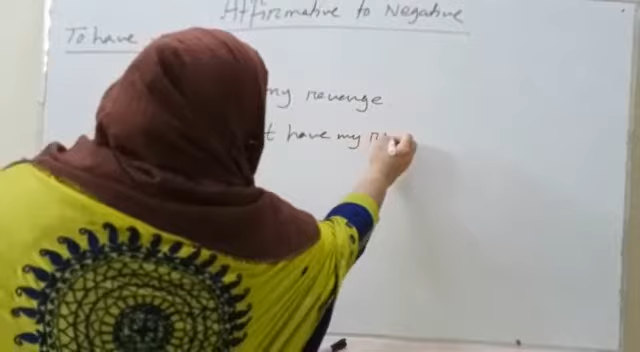 Affirmative to Negative
To have
my revenge
t have my r